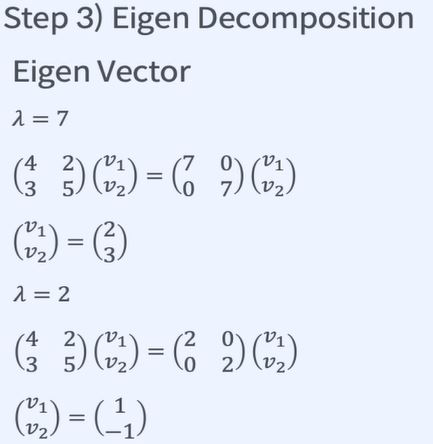 Step 3) Eigen Decomposition
Eigen Vector
λ = 7
(4 2
3 5)(v₁
v₂) = (7 0
0 7)(v₁
v₂)
(v₁
v₂) = (2
3)
λ = 2
(4 2
3 5)(v₁
v₂) = (2 0
0 2)(v₁
v₂)
(v₁
v₂) = (1
−1)